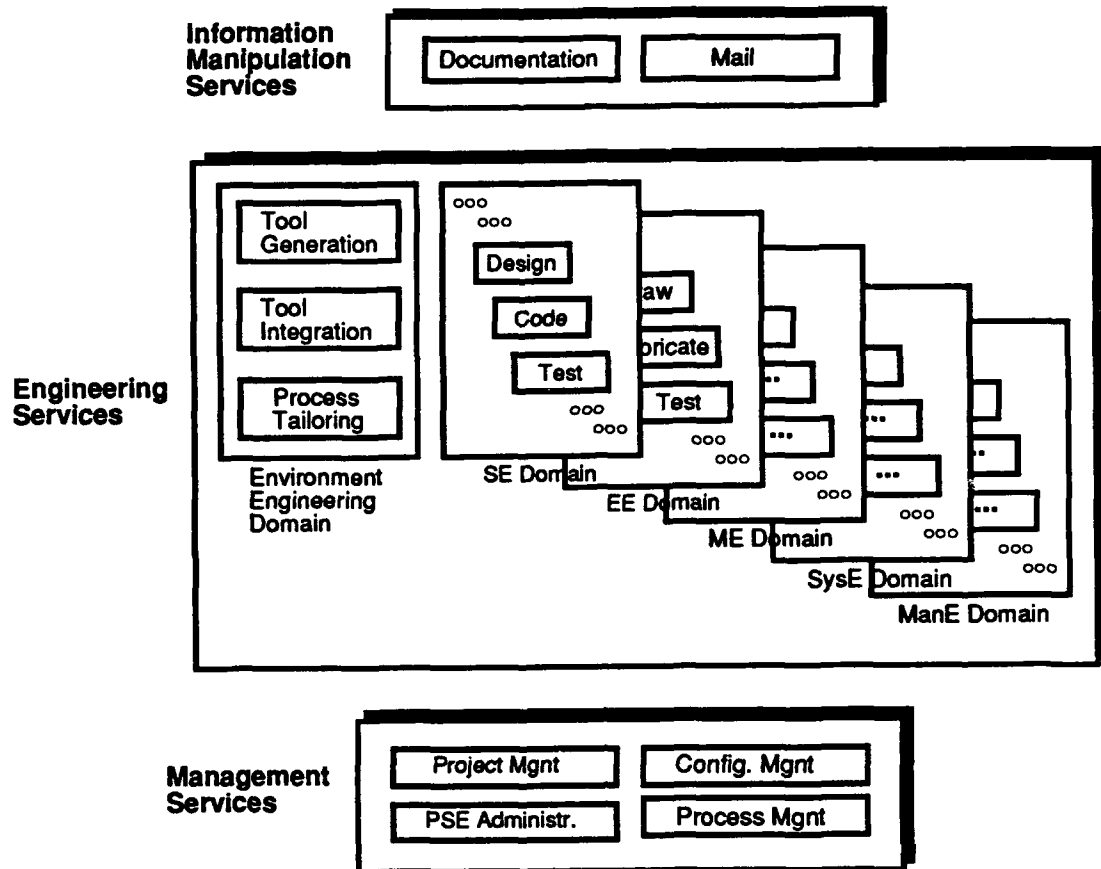 Information
Manipulation
Services
Documentation
Mail
Engineering
Services
Tool
Generation
Tool
Integration
Process
Tailoring
Environment
Engineering
Domain
ooo
ooo
Design
Code
Test
ooo
ooo
SE Domain
aw
bricate
Test
ooo
ooo
EE Domain
...
...
ooo
ooo
ME Domain
...
...
ooo
ooo
SysE Domain
...
...
ooo
ooo
ManE Domain
Management
Services
Project Mgnt
Config. Mgnt
PSE Administr.
Process Mgnt